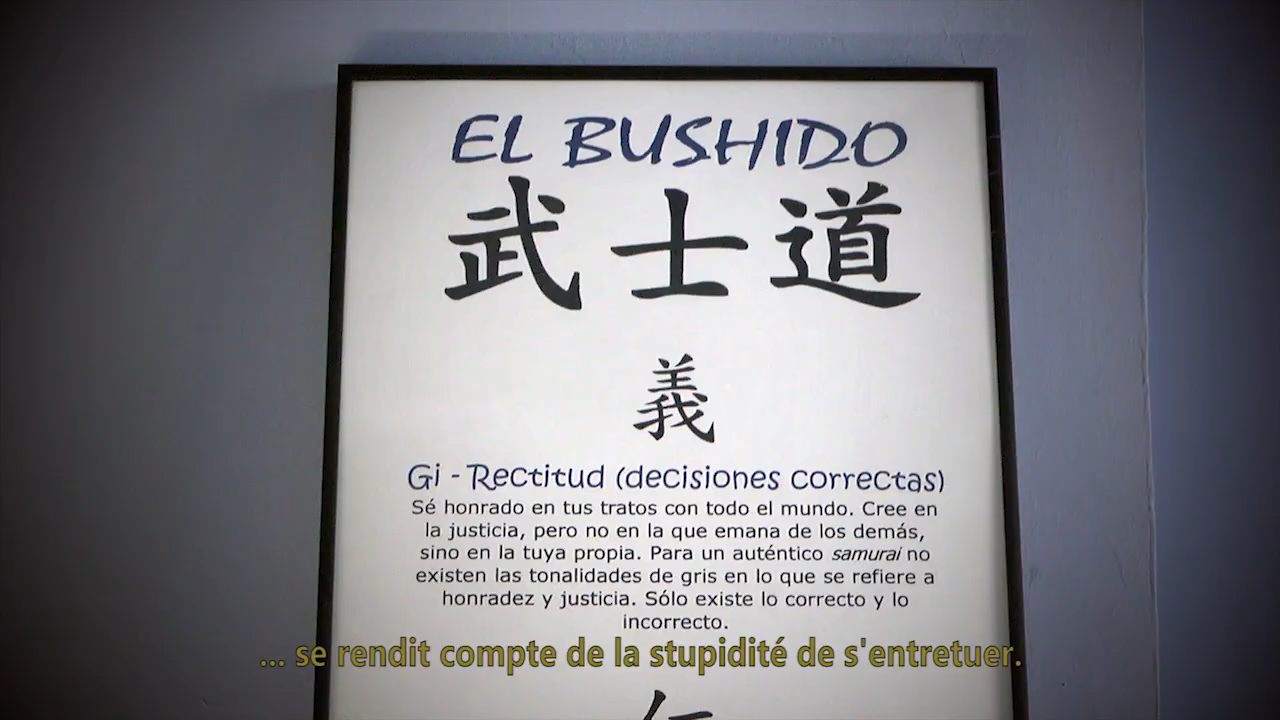 EL BUSHIDO
武士道
義
Gi - Rectitud (decisiones correctas)
Sé honrado en tus tratos con todo el mundo. Cree en
la justicia, pero no en la que emana de los demás,
sino en la tuya propia. Para un auténtico samurai no
existen las tonalidades de gris en lo que se refiere a
honradez y justicia. Sólo existe lo correcto y lo
incorrecto.
... se rendit compte de la stupidité de s'entretuer.